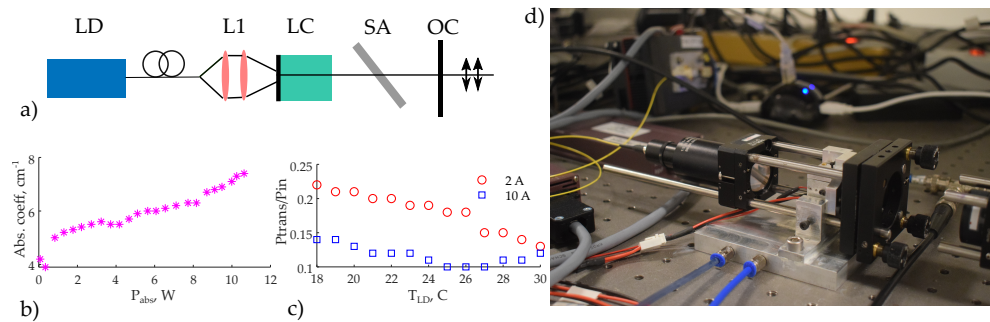 LD
L1
LC
SA
OC
a)
Abs. coeff, cm-1
8
6
4
0
2
4
6
8
10
12
Pabs, W
b)
Ptrans/Pin
0.25
0.2
0.15
0.1
18
20
22
24
26
28
30
TLD, C
2 A
10 A
c)
d)